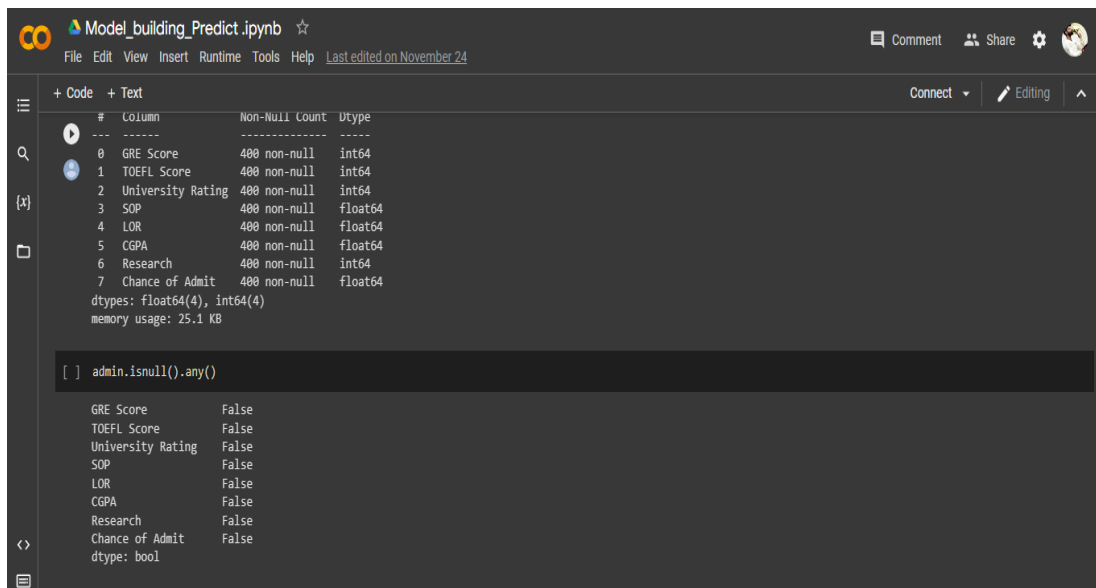 CO Model_building_Predict.ipynb ☆
File Edit View Insert Runtime Tools Help Last edited on November 24
Comment Share
+ Code + Text
Connect Editing
# Column Non-Null Count Dtype
--- ------ -------------- -----
0 GRE Score 400 non-null int64
1 TOEFL Score 400 non-null int64
2 University Rating 400 non-null int64
3 SOP 400 non-null float64
4 LOR 400 non-null float64
5 CGPA 400 non-null float64
6 Research 400 non-null int64
7 Chance of Admit 400 non-null float64
dtypes: float64(4), int64(4)
memory usage: 25.1 KB
[ ] admin.isnull().any()
GRE Score False
TOEFL Score False
University Rating False
SOP False
LOR False
CGPA False
Research False
Chance of Admit False
dtype: bool
{x}
<>